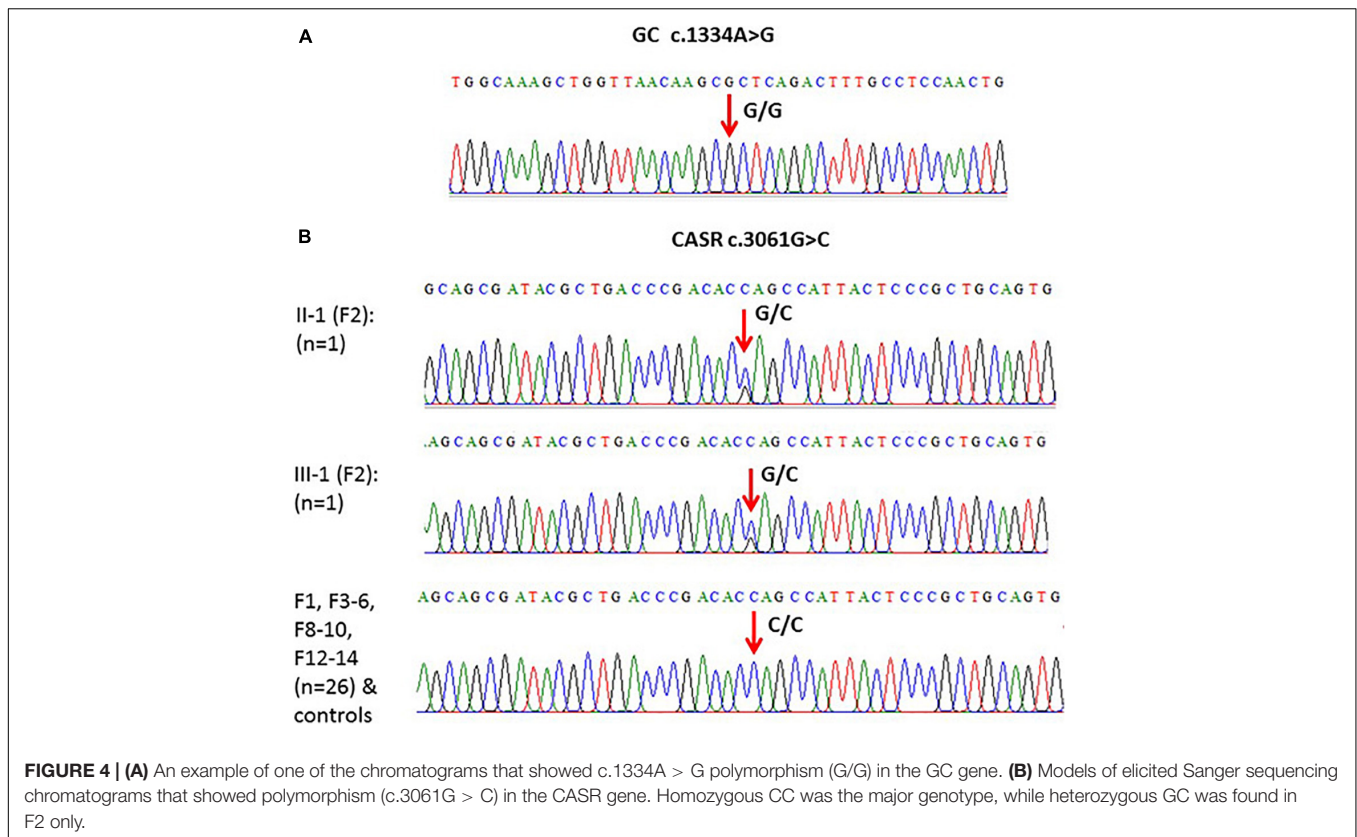 A
GC c.1334A>G
TGGCAAAGCTGGTTAACAAGCGCTCAGACTTTGCCTCCAACTG
G/G
B
CASR c.3061G>C
GCAGCGATACGCTGACCCGACACCAGCCATTACTCCCGCTGCAGTG
II-1 (F2):
(n=1)
G/C
.AGCAGCGATACGCTGACCCGACACCAGCCATTACTCCCGCTGCAGTG
III-1 (F2):
(n=1)
G/C
AGCAGCGATACGCTGACCCGACACCAGCCATTACTCCCGCTGCAGTG
F1, F3-6,
F8-10,
F12-14
(n=26) &
controls
C/C
FIGURE 4 | (A) An example of one of the chromatograms that showed c.1334A > G polymorphism (G/G) in the GC gene. (B) Models of elicited Sanger sequencing
chromatograms that showed polymorphism (c.3061G > C) in the CASR gene. Homozygous CC was the major genotype, while heterozygous GC was found in
F2 only.